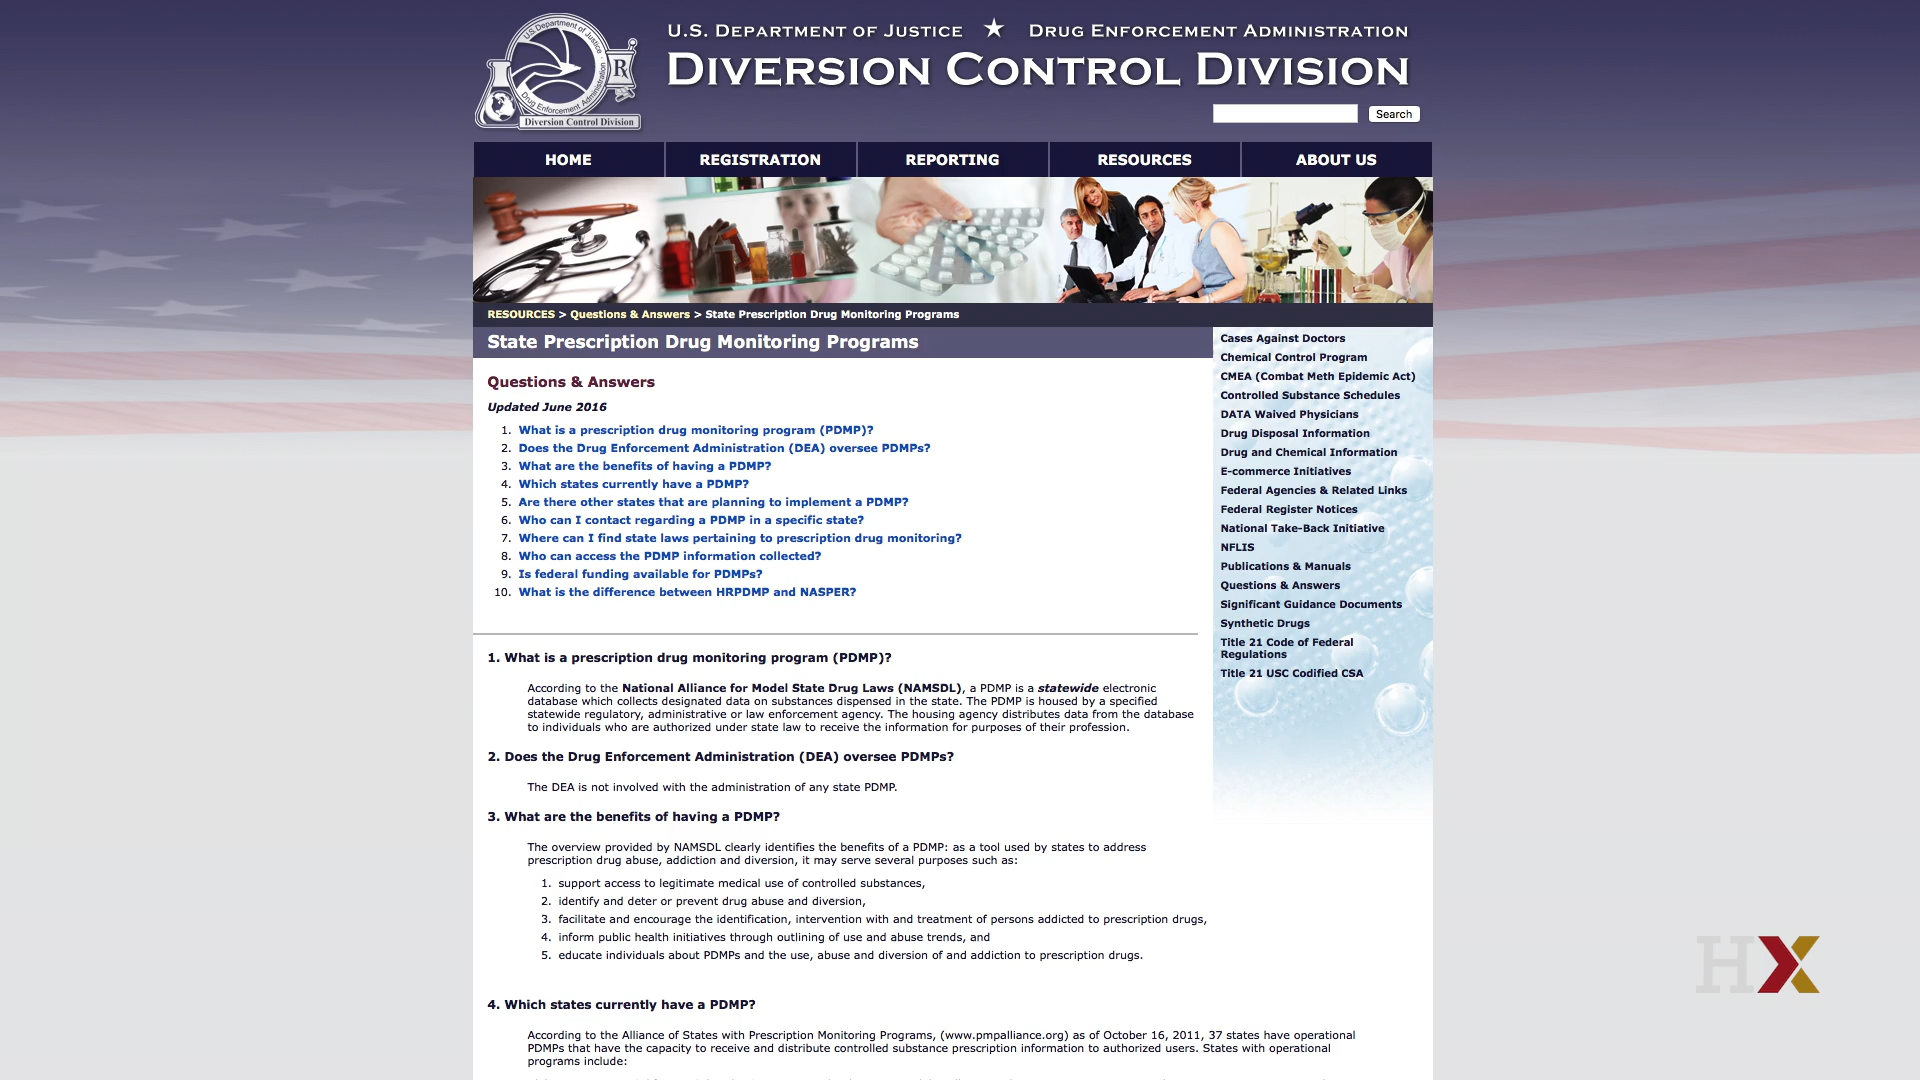 U.S. DEPARTMENT OF JUSTICE ★ DRUG ENFORCEMENT ADMINISTRATION
DIVERSION CONTROL DIVISION
U.S. Department of Justice
Drug Enforcement Administration
Rx
Diversion Control Division
Search
HOME REGISTRATION REPORTING RESOURCES ABOUT US
RESOURCES > Questions & Answers > State Prescription Drug Monitoring Programs
State Prescription Drug Monitoring Programs
Questions & Answers
Updated June 2016
1. What is a prescription drug monitoring program (PDMP)?
2. Does the Drug Enforcement Administration (DEA) oversee PDMPs?
3. What are the benefits of having a PDMP?
4. Which states currently have a PDMP?
5. Are there other states that are planning to implement a PDMP?
6. Who can I contact regarding a PDMP in a specific state?
7. Where can I find state laws pertaining to prescription drug monitoring?
8. Who can access the PDMP information collected?
9. Is federal funding available for PDMPs?
10. What is the difference between HRPDMP and NASPER?
1. What is a prescription drug monitoring program (PDMP)?
According to the National Alliance for Model State Drug Laws (NAMSDL), a PDMP is a statewide electronic
database which collects designated data on substances dispensed in the state. The PDMP is housed by a specified
statewide regulatory, administrative or law enforcement agency. The housing agency distributes data from the database
to individuals who are authorized under state law to receive the information for purposes of their profession.
2. Does the Drug Enforcement Administration (DEA) oversee PDMPs?
The DEA is not involved with the administration of any state PDMP.
3. What are the benefits of having a PDMP?
The overview provided by NAMSDL clearly identifies the benefits of a PDMP: as a tool used by states to address
prescription drug abuse, addiction and diversion, it may serve several purposes such as:
1. support access to legitimate medical use of controlled substances,
2. identify and deter or prevent drug abuse and diversion,
3. facilitate and encourage the identification, intervention with and treatment of persons addicted to prescription drugs,
4. inform public health initiatives through outlining of use and abuse trends, and
5. educate individuals about PDMPs and the use, abuse and diversion of and addiction to prescription drugs.
4. Which states currently have a PDMP?
According to the Alliance of States with Prescription Monitoring Programs, (www.pmpalliance.org) as of October 16, 2011, 37 states have operational
PDMPs that have the capacity to receive and distribute controlled substance prescription information to authorized users. States with operational
programs include:
Cases Against Doctors
Chemical Control Program
CMEA (Combat Meth Epidemic Act)
Controlled Substance Schedules
DATA Waived Physicians
Drug Disposal Information
Drug and Chemical Information
E-commerce Initiatives
Federal Agencies & Related Links
Federal Register Notices
National Take-Back Initiative
NFLIS
Publications & Manuals
Questions & Answers
Significant Guidance Documents
Synthetic Drugs
Title 21 Code of Federal
Regulations
Title 21 USC Codified CSA
HX